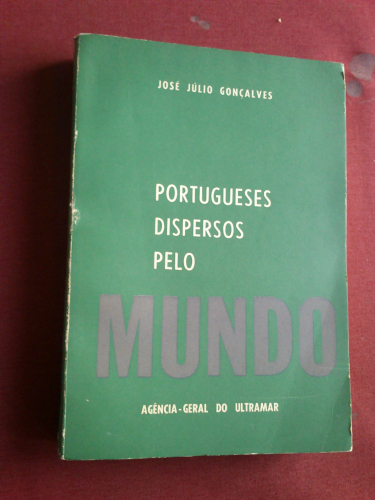 JOSÉ JÚLIO GONÇALVES
PORTUGUESES
DISPERSOS
PELO
MUNDO
AGÊNCIA-GERAL DO ULTRAMAR